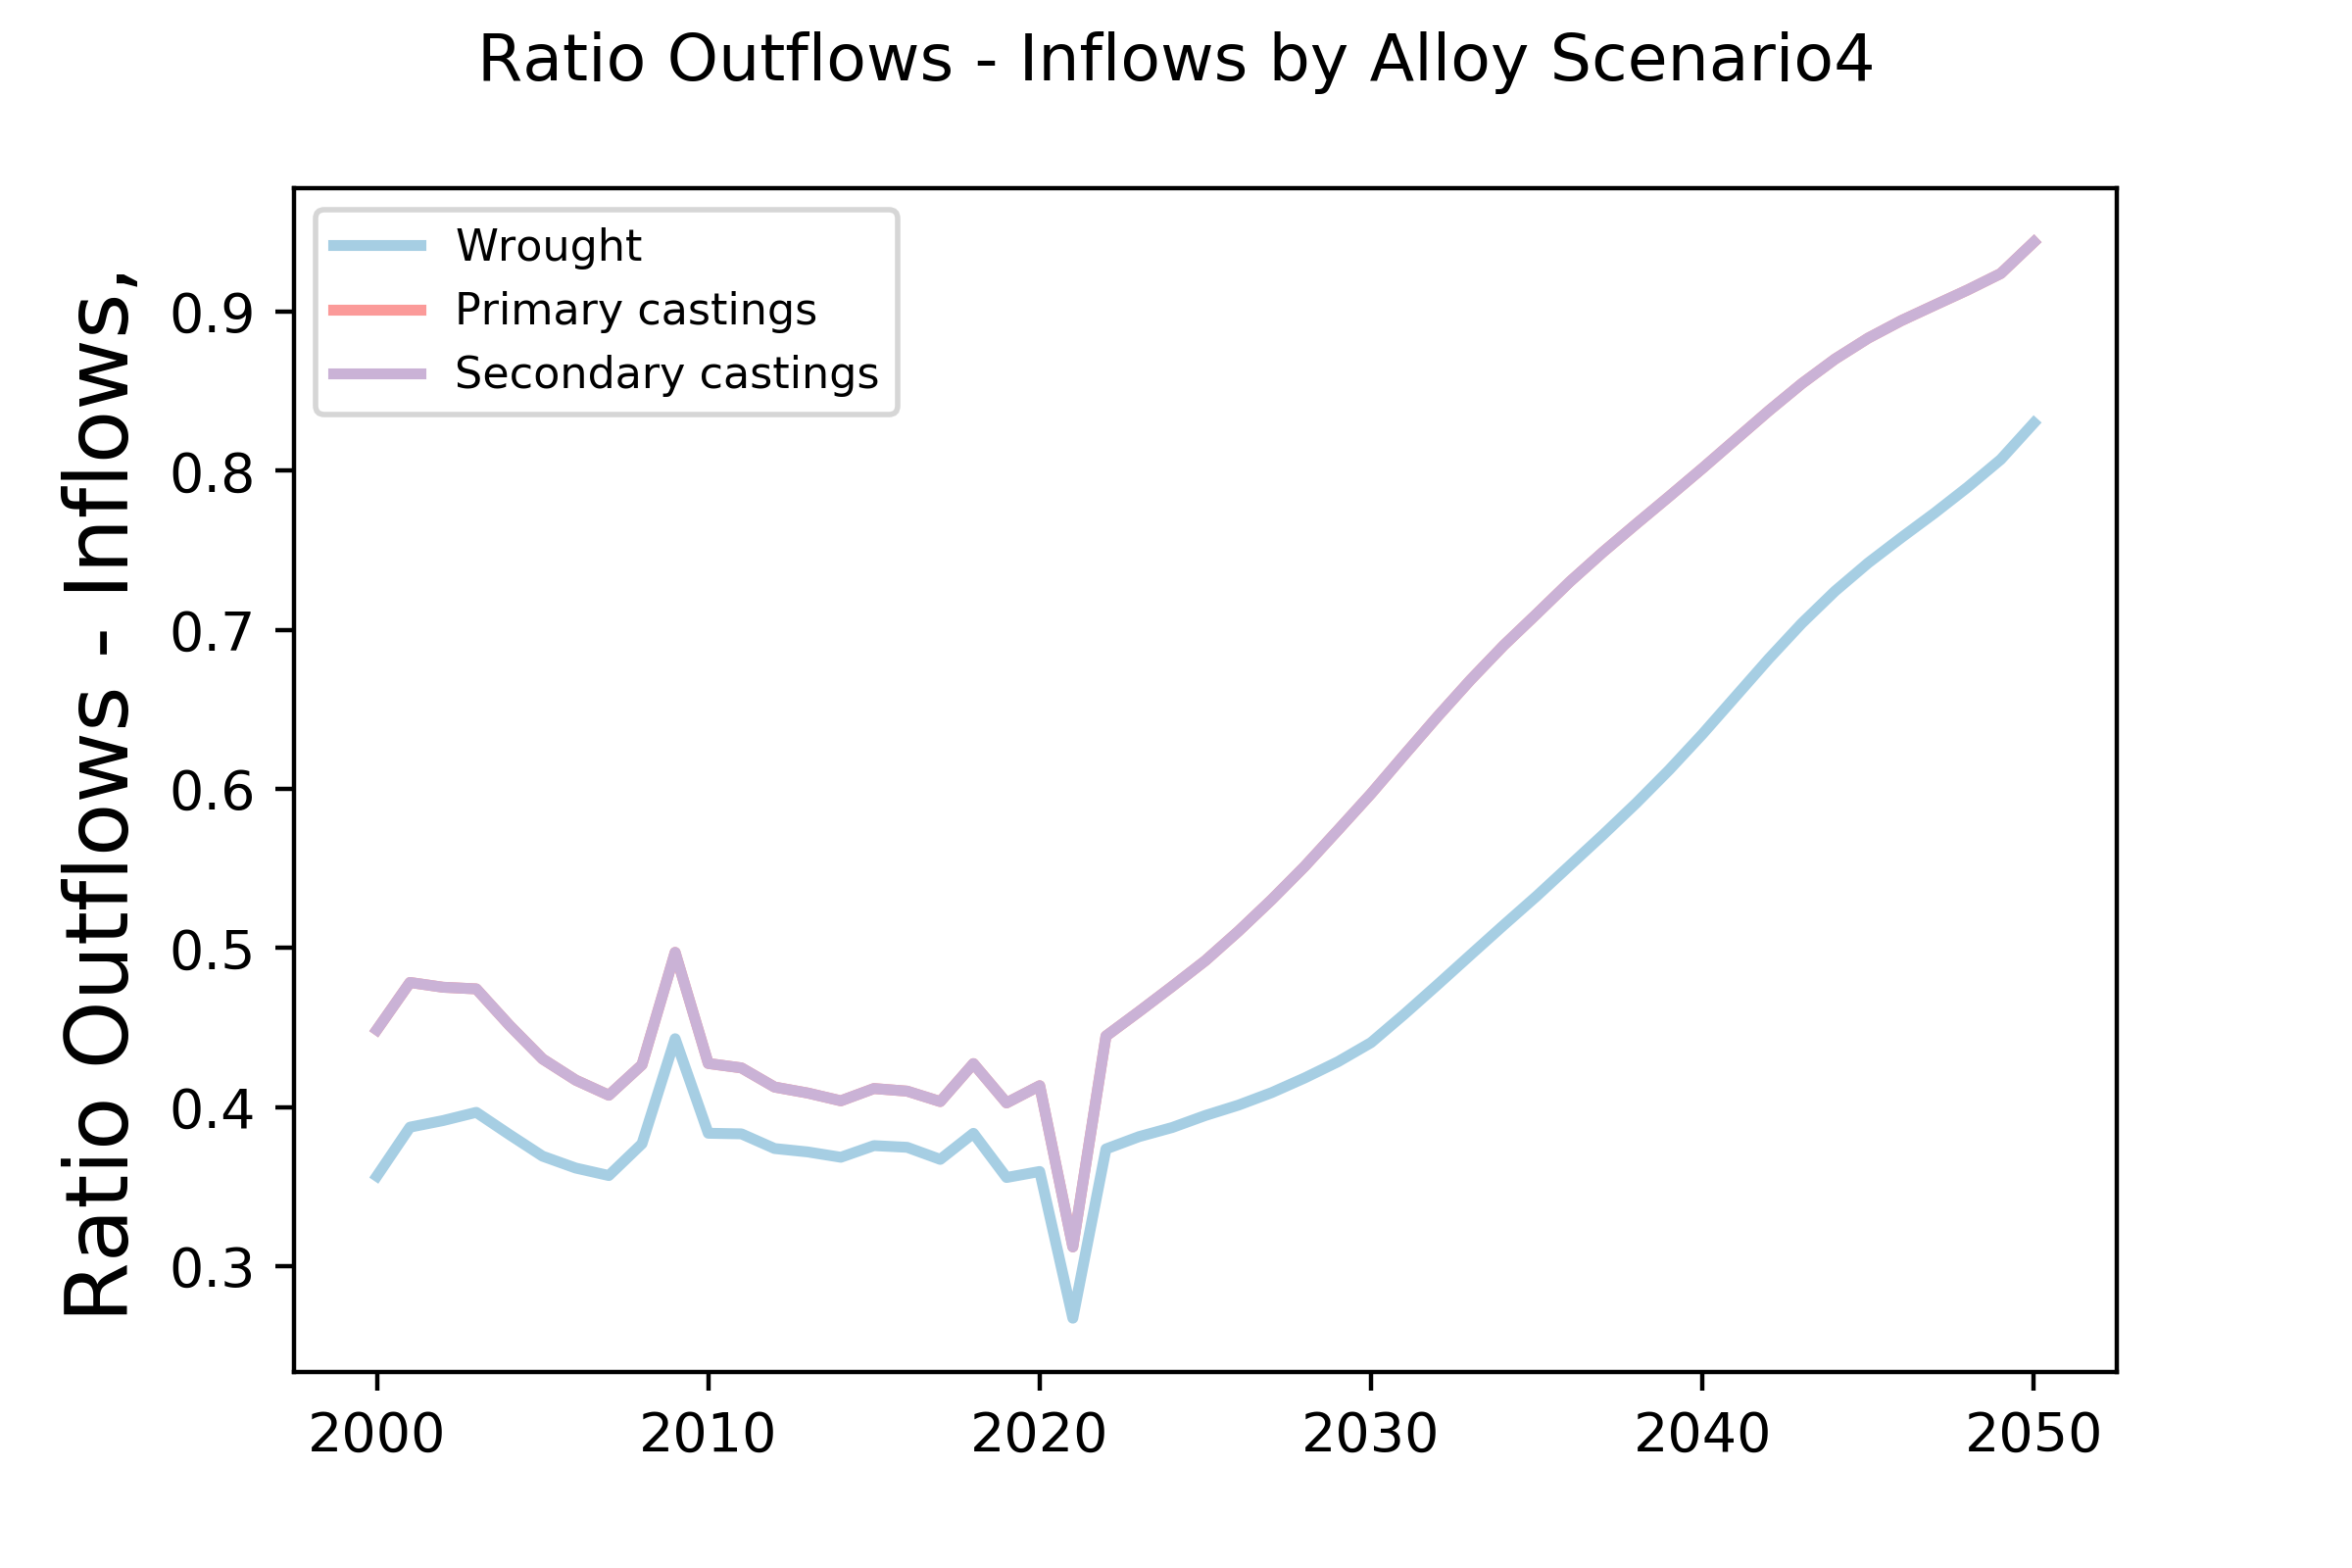 Ratio Outflows - Inflows by Alloy Scenario4
Ratio Outflows - Inflows,
Wrought
Primary castings
Secondary castings
0.9
0.8
0.7
0.6
0.5
0.4
0.3
2000 2010 2020 2030 2040 2050